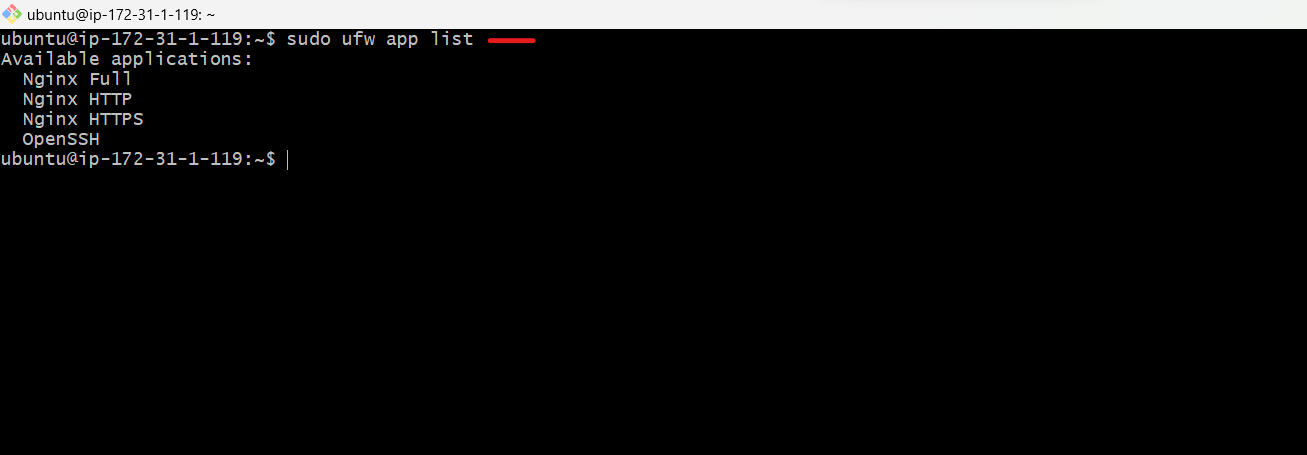 ubuntu@ip-172-31-1-119: ~
ubuntu@ip-172-31-1-119:~$ sudo ufw app list
Available applications:
  Nginx Full
  Nginx HTTP
  Nginx HTTPS
  OpenSSH
ubuntu@ip-172-31-1-119:~$